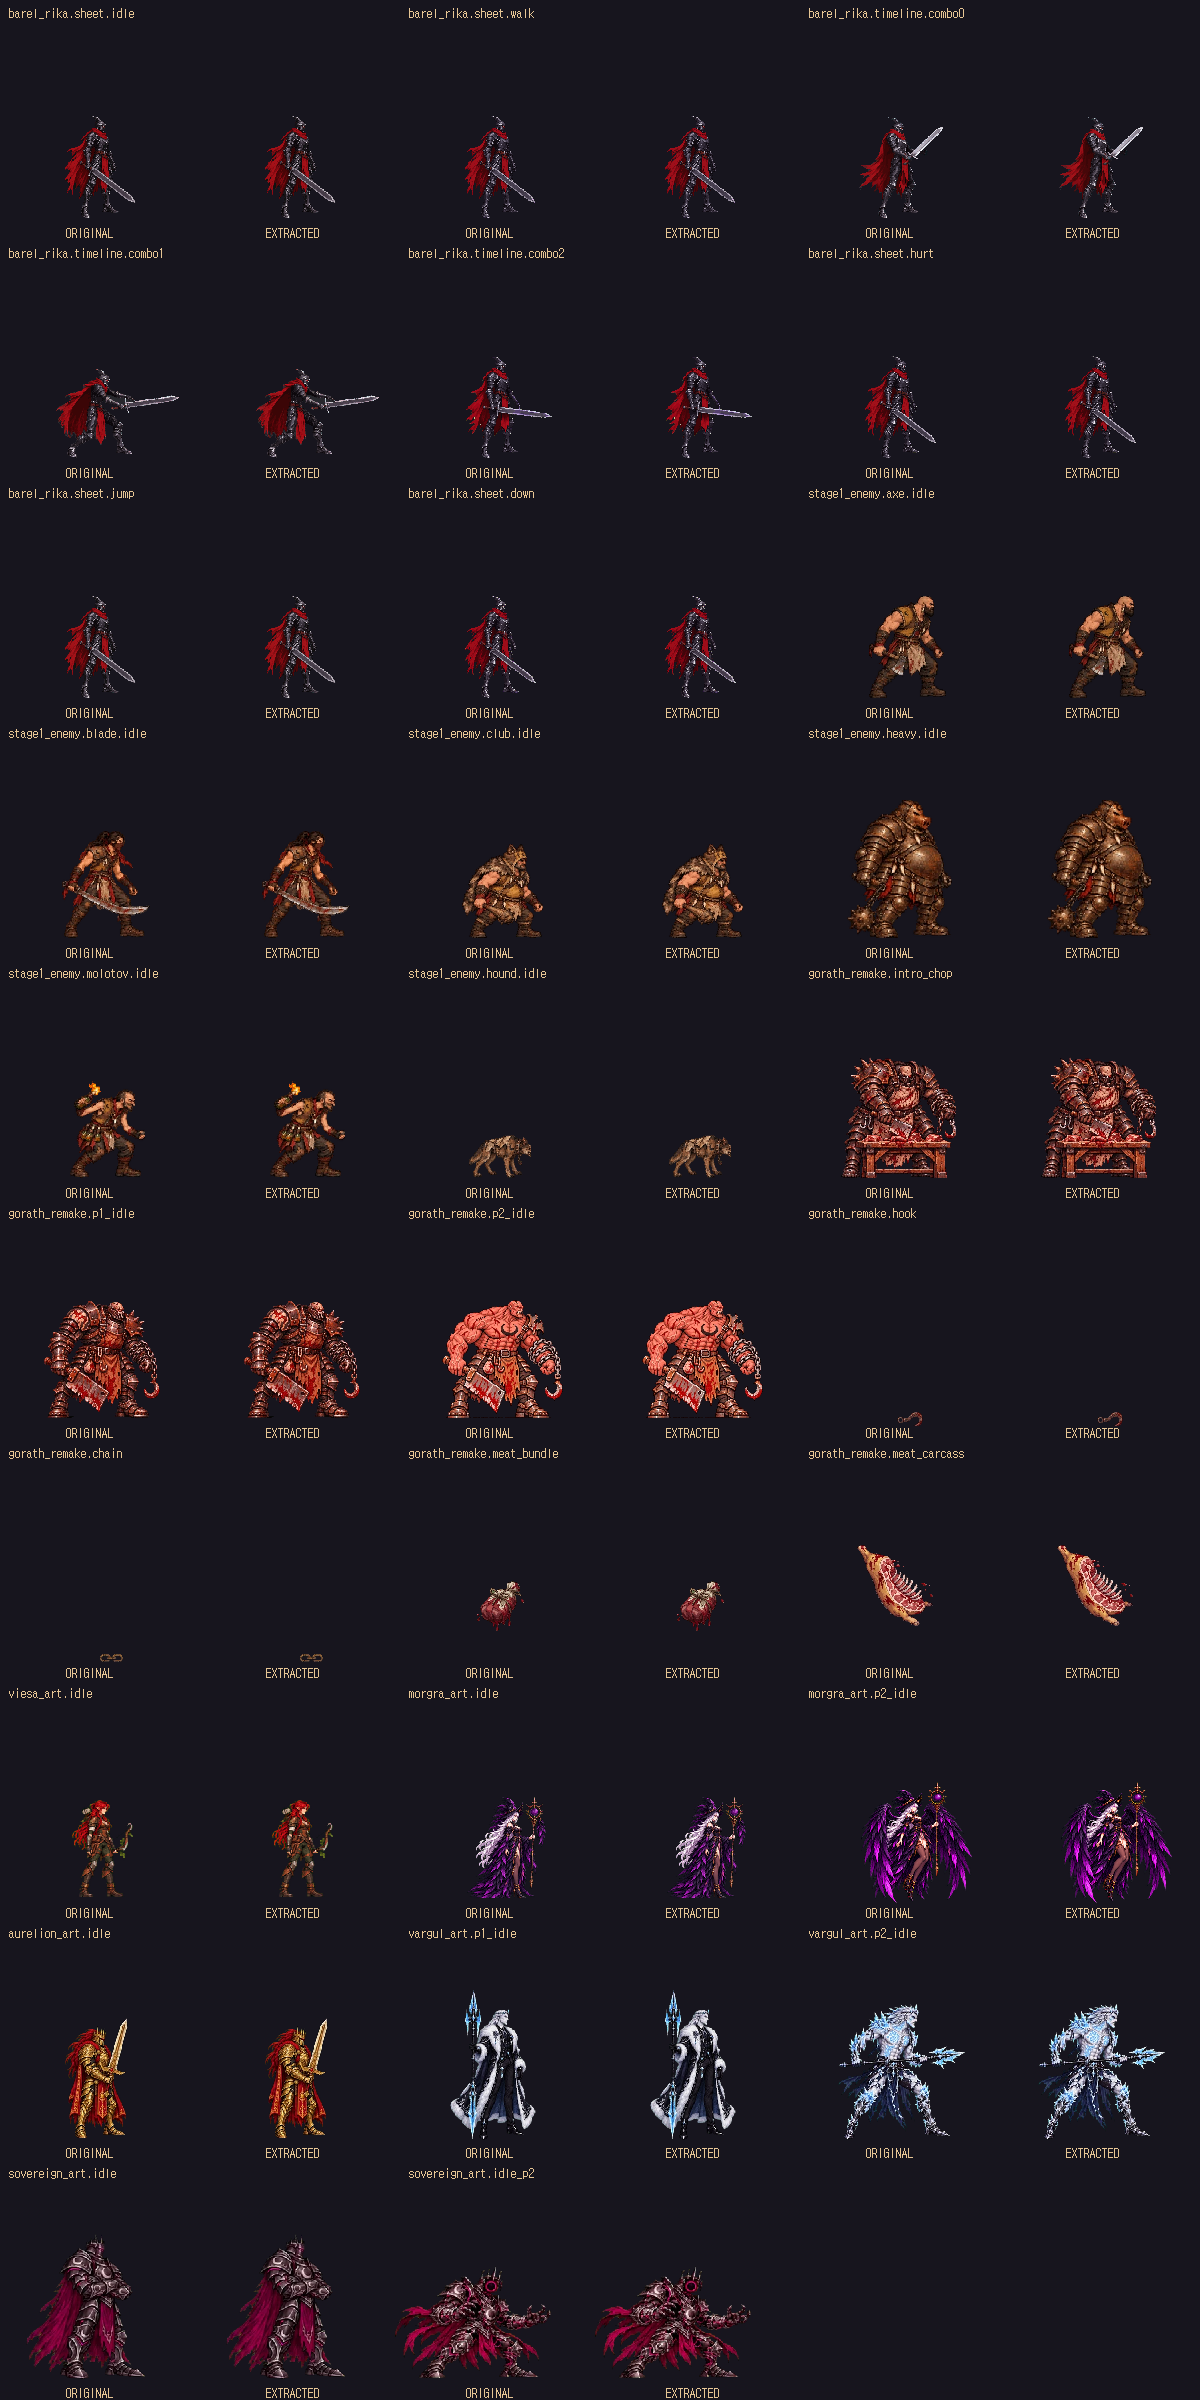 barel_rika.sheet.idle barel_rika.sheet.walk barel_rika.timeline.combo0
ORIGINAL EXTRACTED ORIGINAL EXTRACTED ORIGINAL EXTRACTED
barel_rika.timeline.combo1 barel_rika.timeline.combo2 barel_rika.sheet.hurt
ORIGINAL EXTRACTED ORIGINAL EXTRACTED ORIGINAL EXTRACTED
barel_rika.sheet.jump barel_rika.sheet.down stage1_enemy.axe.idle
ORIGINAL EXTRACTED ORIGINAL EXTRACTED ORIGINAL EXTRACTED
stage1_enemy.blade.idle stage1_enemy.club.idle stage1_enemy.heavy.idle
ORIGINAL EXTRACTED ORIGINAL EXTRACTED ORIGINAL EXTRACTED
stage1_enemy.molotov.idle stage1_enemy.hound.idle gorath_remake.intro_chop
ORIGINAL EXTRACTED ORIGINAL EXTRACTED ORIGINAL EXTRACTED
gorath_remake.p1_idle gorath_remake.p2_idle gorath_remake.hook
ORIGINAL EXTRACTED ORIGINAL EXTRACTED ORIGINAL EXTRACTED
gorath_remake.chain gorath_remake.meat_bundle gorath_remake.meat_carcass
ORIGINAL EXTRACTED ORIGINAL EXTRACTED ORIGINAL EXTRACTED
viesa_art.idle morgra_art.idle morgra_art.p2_idle
ORIGINAL EXTRACTED ORIGINAL EXTRACTED ORIGINAL EXTRACTED
aurelion_art.idle vargul_art.p1_idle vargul_art.p2_idle
ORIGINAL EXTRACTED ORIGINAL EXTRACTED ORIGINAL EXTRACTED
sovereign_art.idle sovereign_art.idle_p2
ORIGINAL EXTRACTED ORIGINAL EXTRACTED